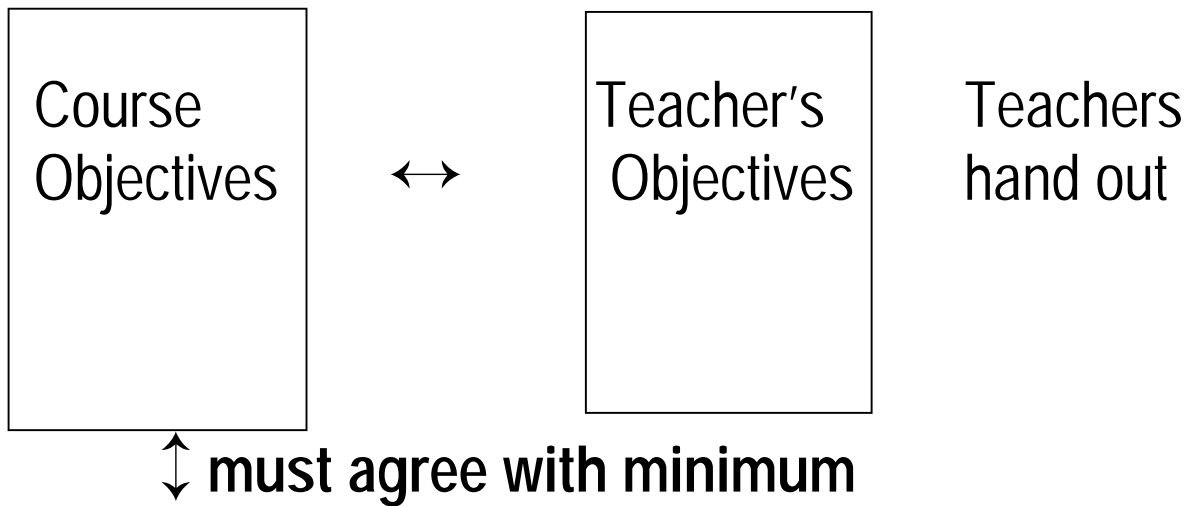 Course
Objectives
↔
Teacher's
Objectives
Teachers
hand out
↕ must agree with minimum